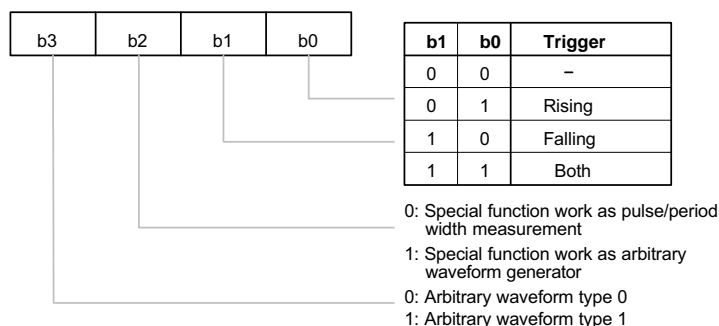 b3 b2 b1 b0
b1 b0 Trigger
0 0 –
0 1 Rising
1 0 Falling
1 1 Both
0: Special function work as pulse/period
width measurement
1: Special function work as arbitrary
waveform generator
0: Arbitrary waveform type 0
1: Arbitrary waveform type 1